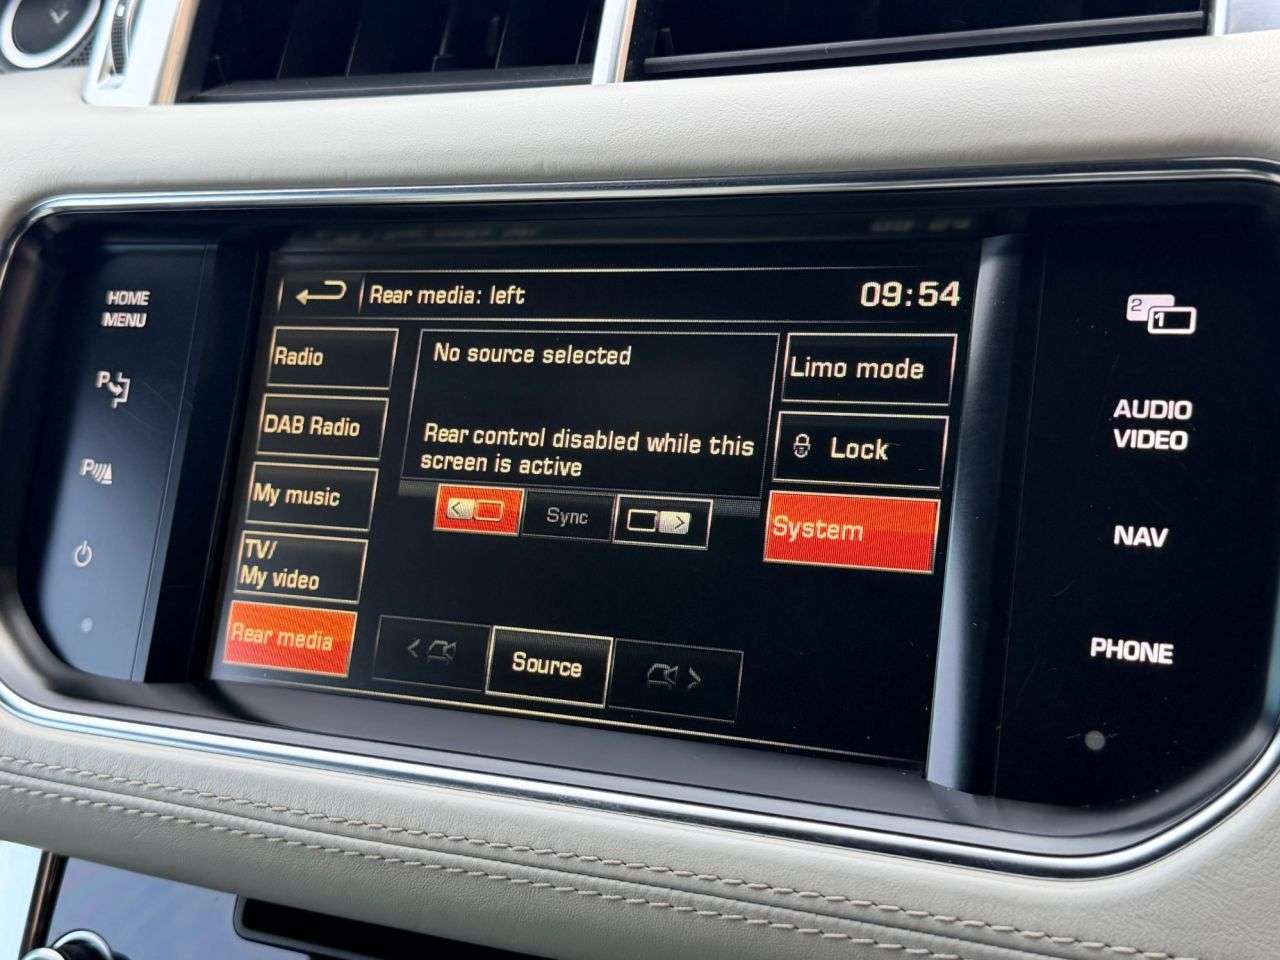 HOME
MENU
Rear media: left
09:54
Radio
DAB Radio
My music
TV/
My video
Rear media
No source selected
Rear control disabled while this
screen is active
< Sync >
< Source >
Limo mode
Lock
System
2
1
AUDIO
VIDEO
NAV
PHONE
P
P